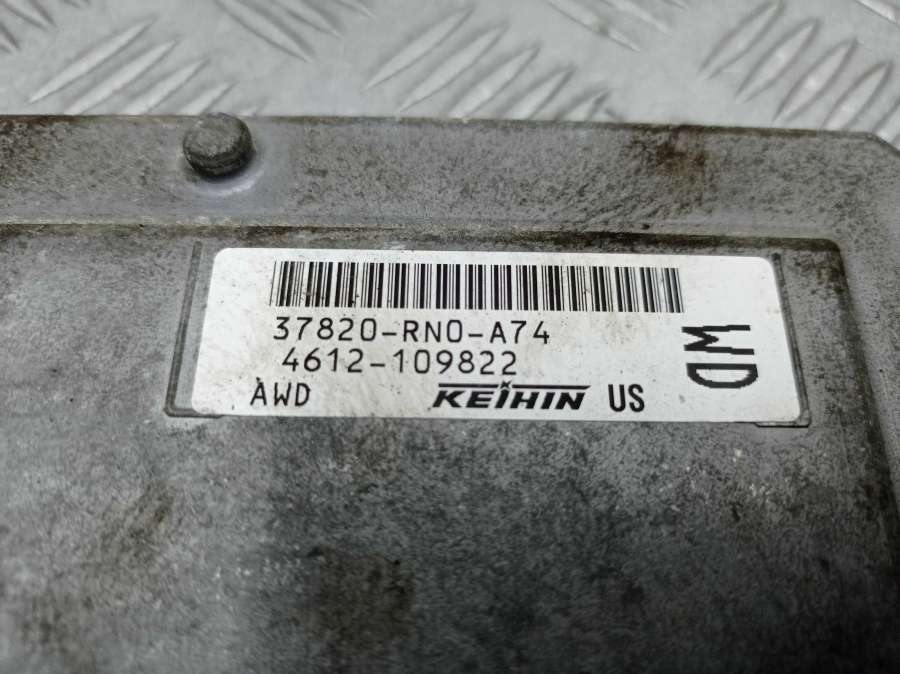 37820-RN0-A74
4612-109822
AWD KEIHIN US
WD